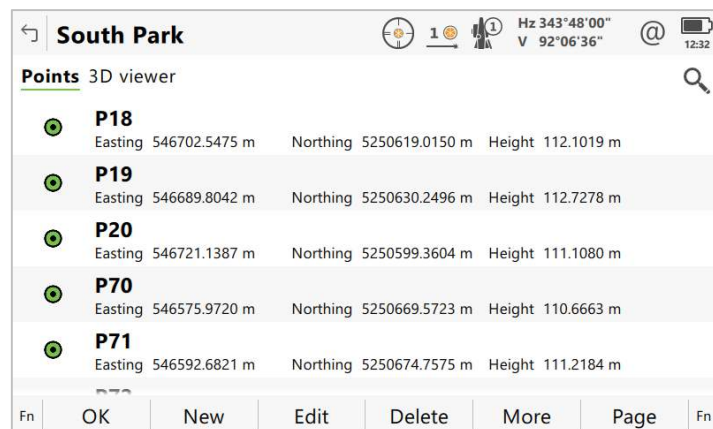 South Park
1
1
Hz 343°48'00"
V 92°06'36"
@
12:32
Points 3D viewer
P18
Easting 546702.5475 m Northing 5250619.0150 m Height 112.1019 m
P19
Easting 546689.8042 m Northing 5250630.2496 m Height 112.7278 m
P20
Easting 546721.1387 m Northing 5250599.3604 m Height 111.1080 m
P70
Easting 546575.9720 m Northing 5250669.5723 m Height 110.6663 m
P71
Easting 546592.6821 m Northing 5250674.7575 m Height 111.2184 m
Fn OK New Edit Delete More Page Fn